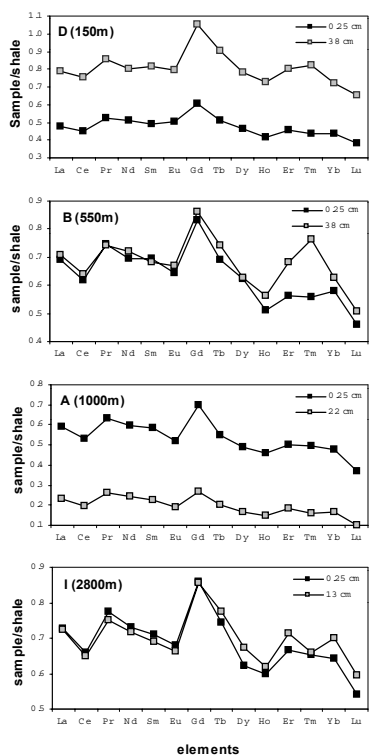 Sample/shale
D (150m)
0.25 cm
38 cm
1.1
1.0
0.9
0.8
0.7
0.6
0.5
0.4
0.3
La Ce Pr Nd Sm Eu Gd Tb Dy Ho Er Tm Yb Lu
sample/shale
B (550m)
0.25 cm
38 cm
0.9
0.8
0.7
0.6
0.5
0.4
La Ce Pr Nd Sm Eu Gd Tb Dy Ho Er Tm Yb Lu
sample/shale
A (1000m)
0.25 cm
22 cm
0.8
0.7
0.6
0.5
0.4
0.3
0.2
0.1
La Ce Pr Nd Sm Eu Gd Tb Dy Ho Er Tm Yb Lu
sample/shale
I (2800m)
0.25 cm
13 cm
0.9
0.8
0.7
0.6
0.5
La Ce Pr Nd Sm Eu Gd Tb Dy Ho Er Tm Yb Lu
elements